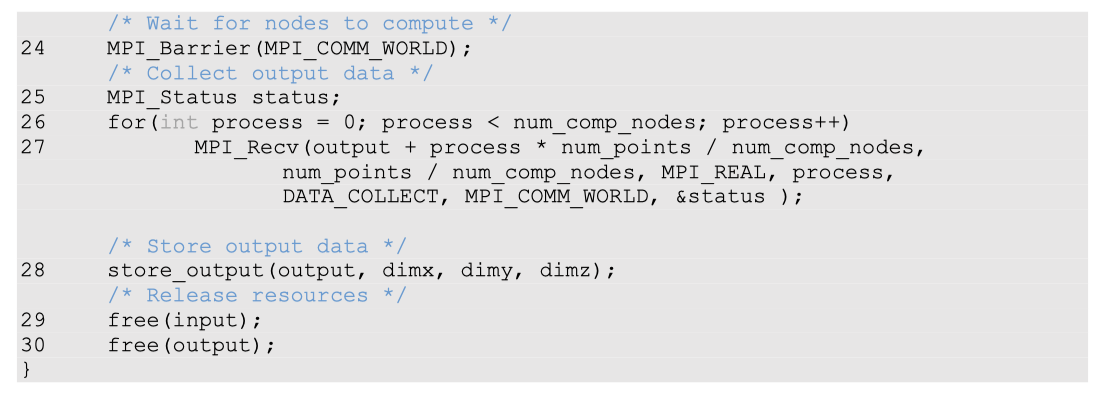 /* Wait for nodes to compute */
24 MPI_Barrier(MPI_COMM_WORLD);
/* Collect output data */
25 MPI_Status status;
26 for(int process = 0; process < num_comp_nodes; process++)
27 MPI_Recv(output + process * num_points / num_comp_nodes,
num_points / num_comp_nodes, MPI_REAL, process,
DATA_COLLECT, MPI_COMM_WORLD, &status );
/* Store output data */
28 store_output(output, dimx, dimy, dimz);
/* Release resources */
29 free(input);
30 free(output);
}